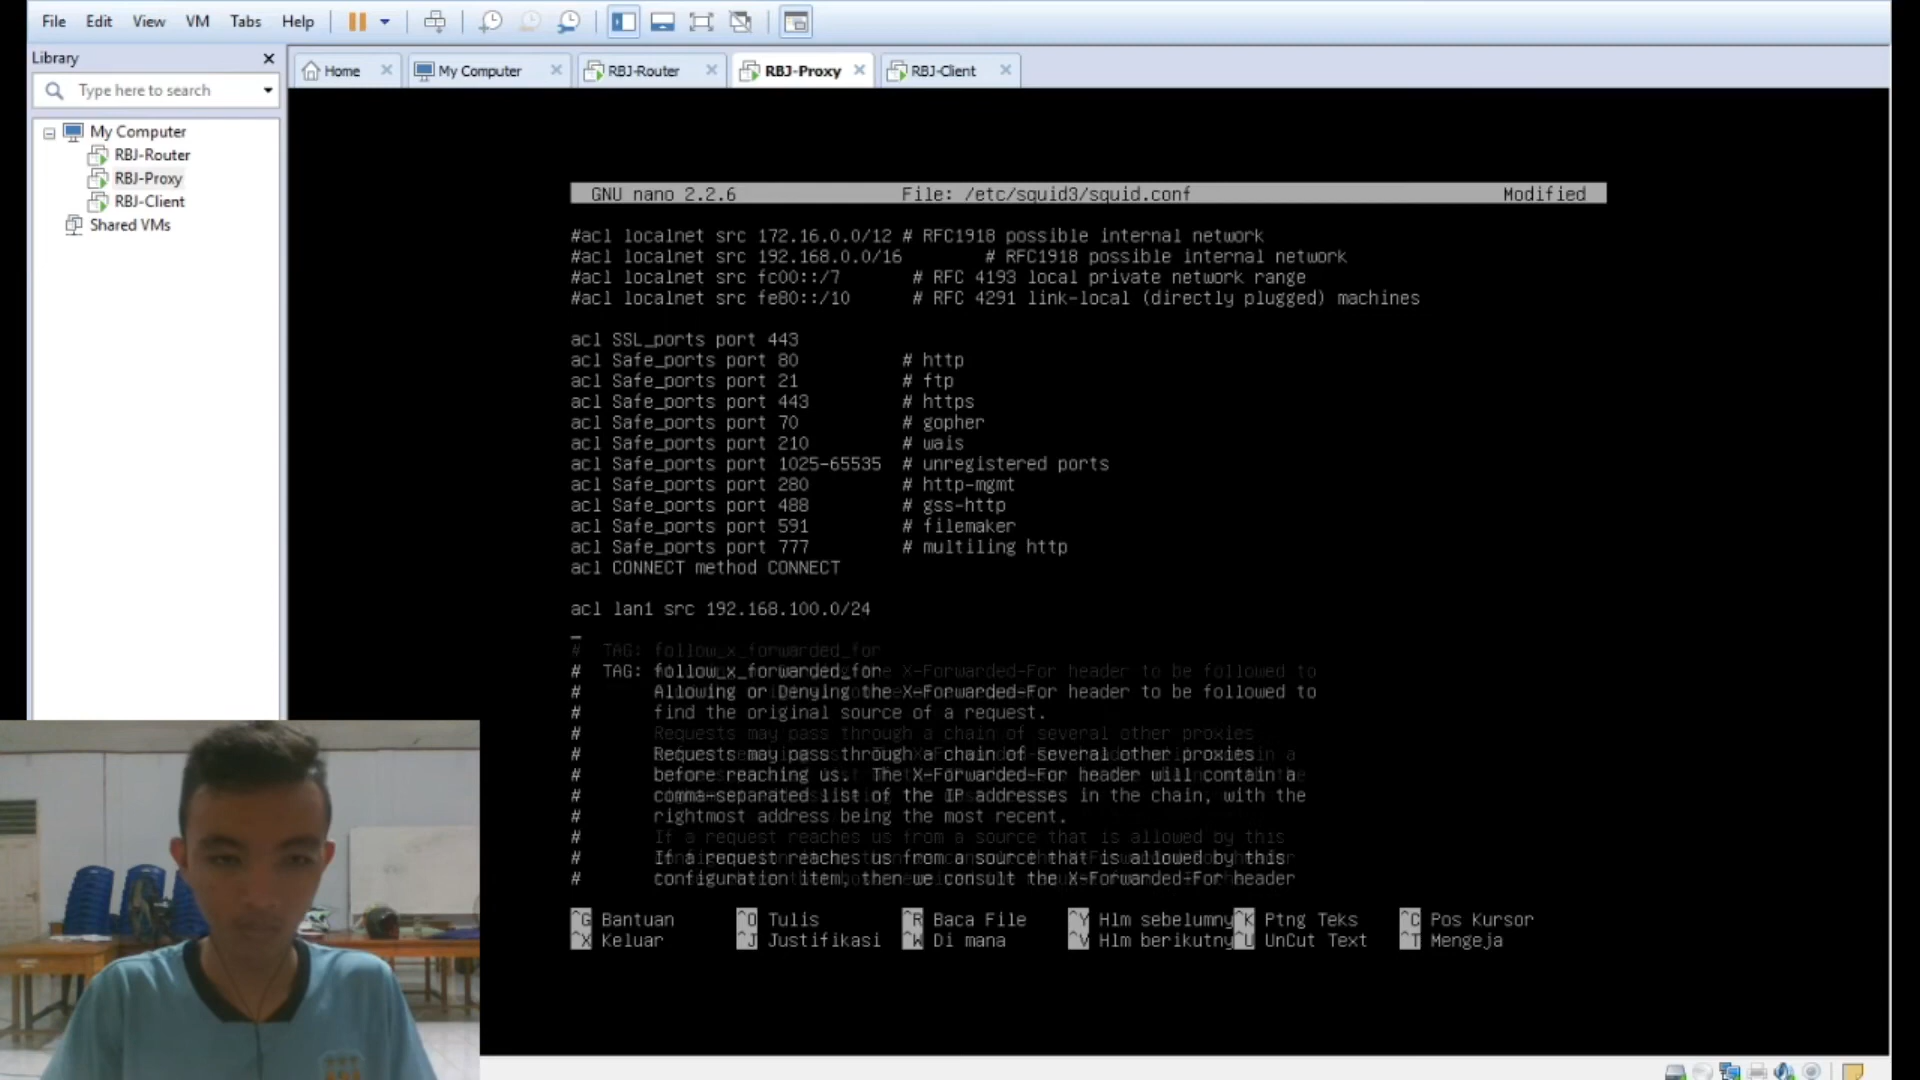 File Edit View VM Tabs Help
Library
Type here to search
Home
My Computer
RBJ-Router
RBJ-Proxy
RBJ-Client
My Computer
RBJ-Router
RBJ-Proxy
RBJ-Client
Shared VMs
GNU nano 2.2.6 File: /etc/squid3/squid.conf Modified
#acl localnet src 172.16.0.0/12 # RFC1918 possible internal network
#acl localnet src 192.168.0.0/16 # RFC1918 possible internal network
#acl localnet src fc00::/7 # RFC 4193 local private network range
#acl localnet src fe80::/10 # RFC 4291 link-local (directly plugged) machines
acl SSL_ports port 443
acl Safe_ports port 80 # http
acl Safe_ports port 21 # ftp
acl Safe_ports port 443 # https
acl Safe_ports port 70 # gopher
acl Safe_ports port 210 # wais
acl Safe_ports port 1025-65535 # unregistered ports
acl Safe_ports port 280 # http-mgmt
acl Safe_ports port 488 # gss-http
acl Safe_ports port 591 # filemaker
acl Safe_ports port 777 # multiling http
acl CONNECT method CONNECT
acl lan1 src 192.168.100.0/24
# TAG: follow_x_forwarded_for
# TAG: follow_x_forwarded_for
# Allowing or Denying the X-Forwarded-For header to be followed to
# find the original source of a request.
#
# Requests may pass through a chain of several other proxies
# before reaching us. The X-Forwarded-For header will contain a
# comma-separated list of the IP addresses in the chain, with the
# rightmost address being the most recent.
#
# If a request reaches us from a source that is allowed by this
# configuration item, then we consult the X-Forwarded-For header
^G Bantuan ^O Tulis ^R Baca File ^Y Hlm sebelumny ^K Ptng Teks ^C Pos Kursor
^X Keluar ^J Justifikasi ^W Di mana ^V Hlm berikutny ^U UnCut Text ^T Mengeja